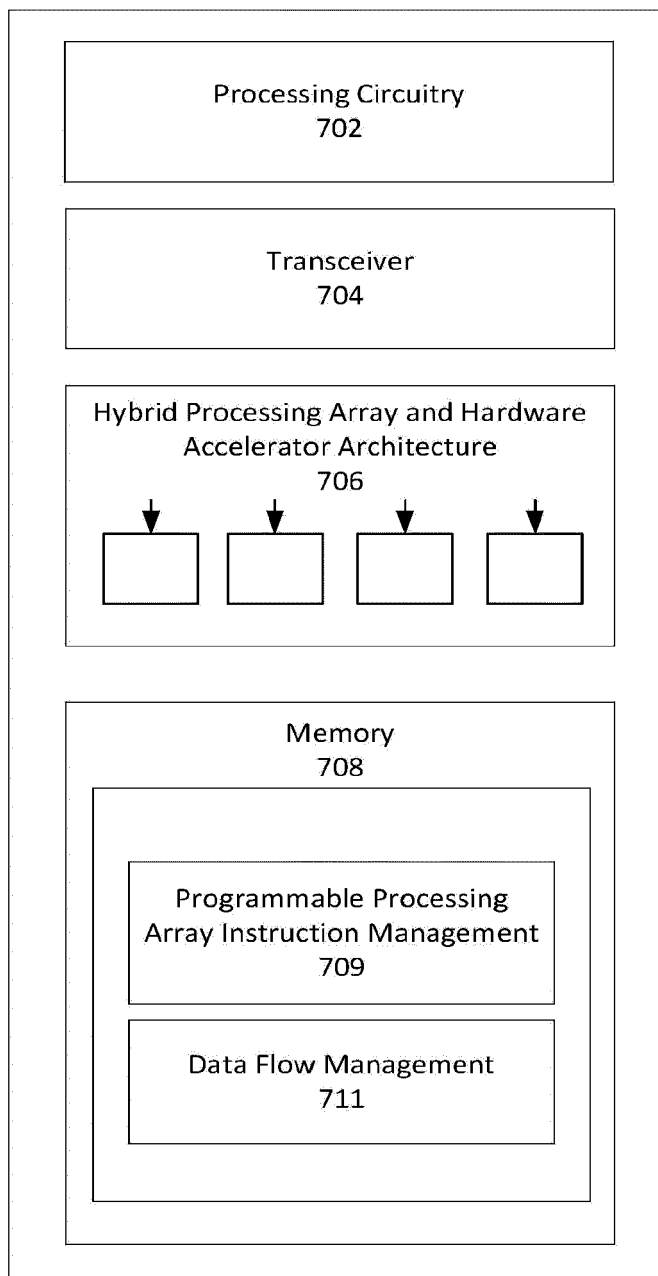 Processing Circuitry
702
Transceiver
704
Hybrid Processing Array and Hardware
Accelerator Architecture
706
Memory
708
Programmable Processing
Array Instruction Management
709
Data Flow Management
711